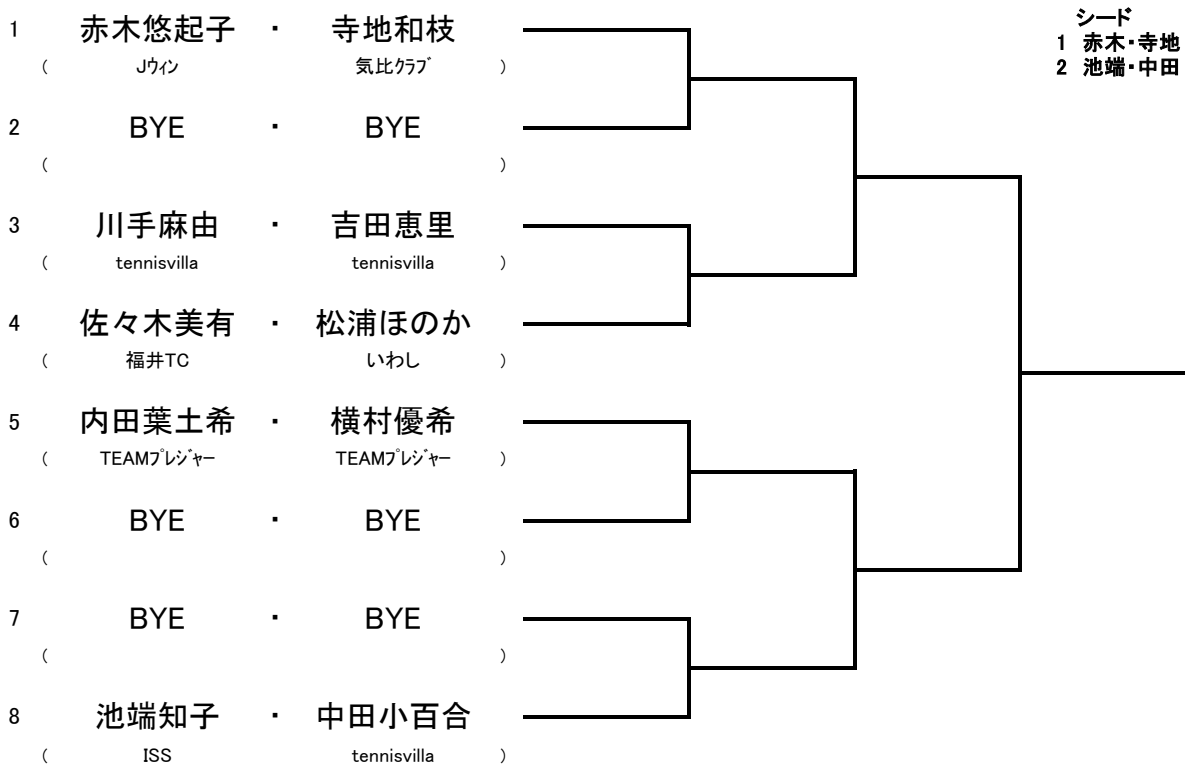 1 赤木悠起子 ・ 寺地和枝
( Jウィン 気比クラブ )
2 BYE ・ BYE
( )
3 川手麻由 ・ 吉田恵里
( tennisvilla tennisvilla )
4 佐々木美有 ・ 松浦ほのか
( 福井TC いわし )
5 内田葉土希 ・ 横村優希
( TEAMプレジャー TEAMプレジャー )
6 BYE ・ BYE
( )
7 BYE ・ BYE
( )
8 池端知子 ・ 中田小百合
( ISS tennisvilla )
シード
1 赤木・寺地
2 池端・中田